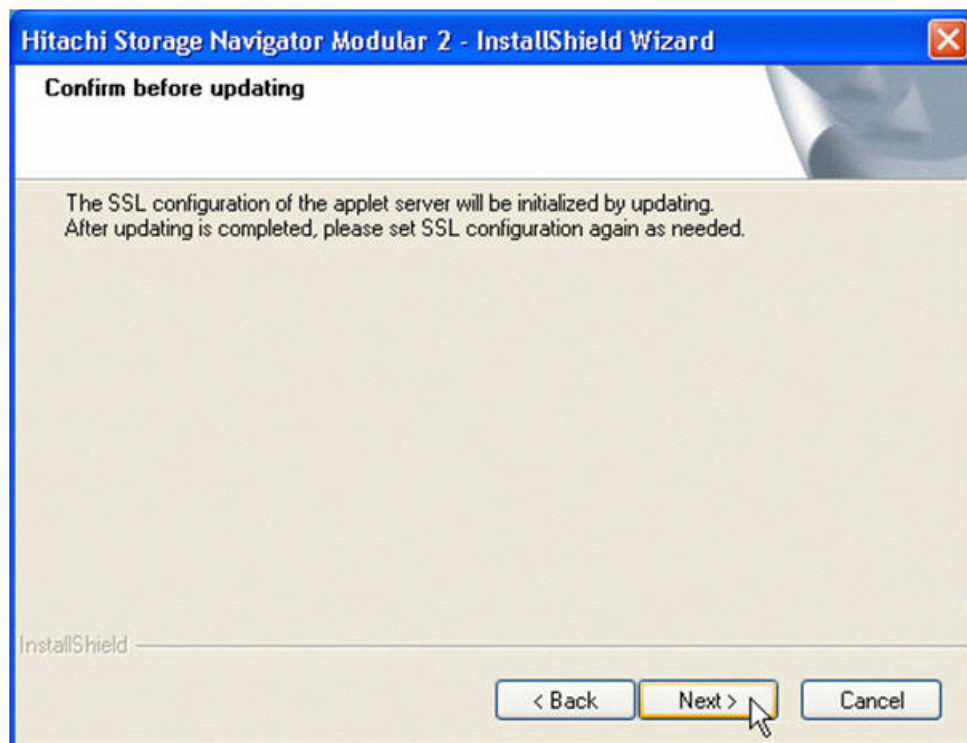 Hitachi Storage Navigator Modular 2 - InstallShield Wizard
Confirm before updating
The SSL configuration of the applet server will be initialized by updating.
After updating is completed, please set SSL configuration again as needed.
InstallShield
< Back Next > Cancel